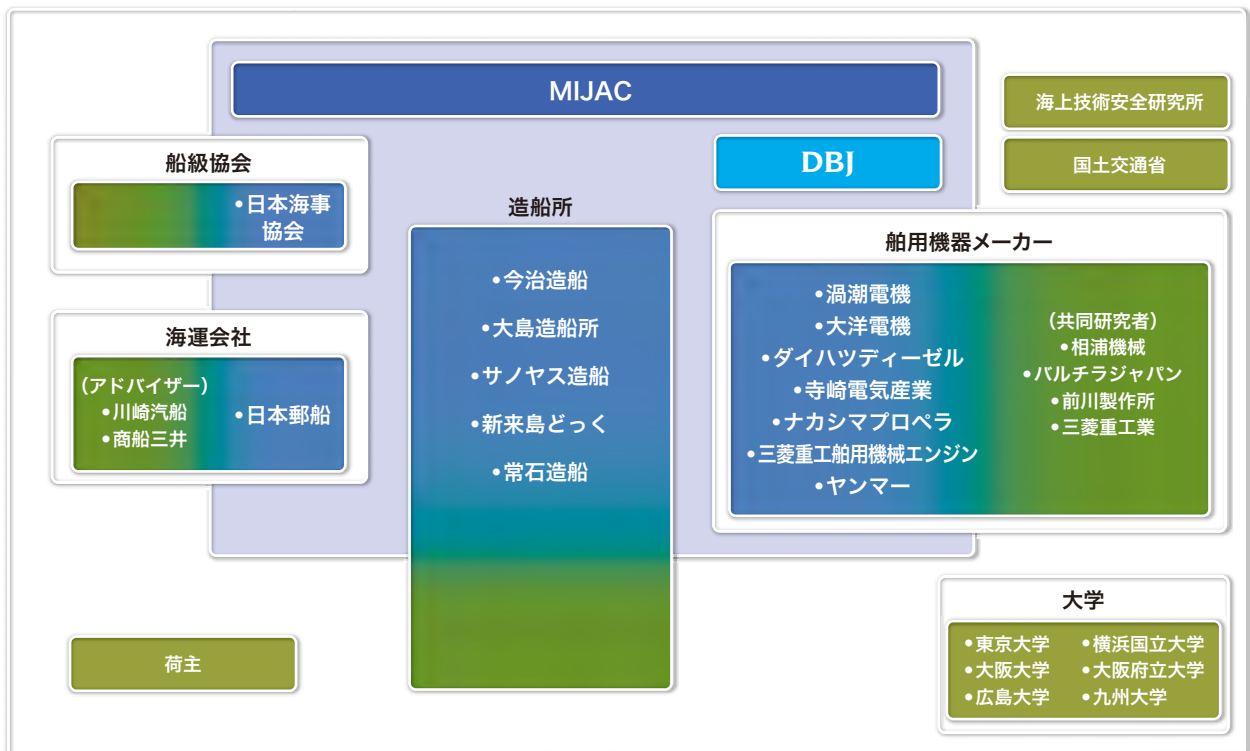 MIJAC
海上技術安全研究所
国土交通省
DBJ
船級協会
•日本海事
協会
海運会社
(アドバイザー)
•川崎汽船
•商船三井
•日本郵船
造船所
•今治造船
•大島造船所
•サノヤス造船
•新来島どっく
•常石造船
舶用機器メーカー
•渦潮電機
•大洋電機
•ダイハツディーゼル
•寺崎電気産業
•ナカシマプロペラ
•三菱重工舶用機械エンジン
•ヤンマー
(共同研究者)
•相浦機械
•バルチラジャパン
•前川製作所
•三菱重工業
荷主
大学
•東京大学
•大阪大学
•広島大学
•横浜国立大学
•大阪府立大学
•九州大学